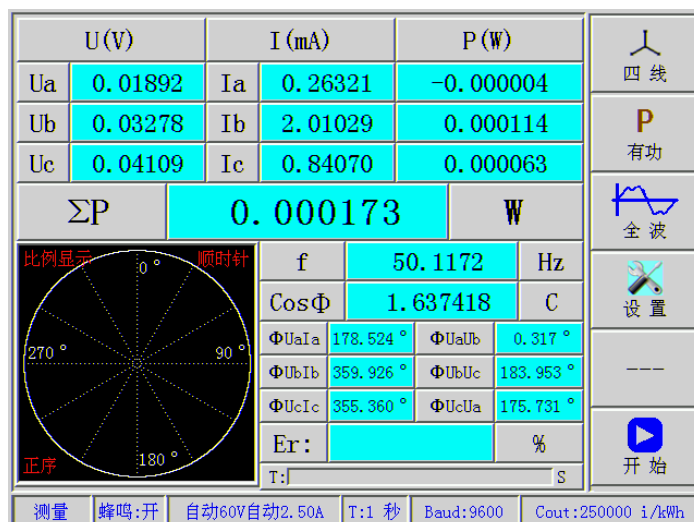 U(V) I(mA) P(W)
Ua 0.01892 Ia 0.26321 -0.000004
Ub 0.03278 Ib 2.01029 0.000114
Uc 0.04109 Ic 0.84070 0.000063
ΣP 0.000173 W
比例显示 顺时针
0°
270° 90°
180°
正序
f 50.1172 Hz
CosΦ 1.637418 C
ΦUaIa 178.524° ΦUaUb 0.317°
ΦUbIb 359.926° ΦUbUc 183.953°
ΦUcIc 355.360° ΦUcUa 175.731°
Er: %
T: S
四线
P
有功
全波
设置
---
开始
测量 蜂鸣:开 自动60V自动2.50A T:1 秒 Baud:9600 Cout:250000 i/kWh